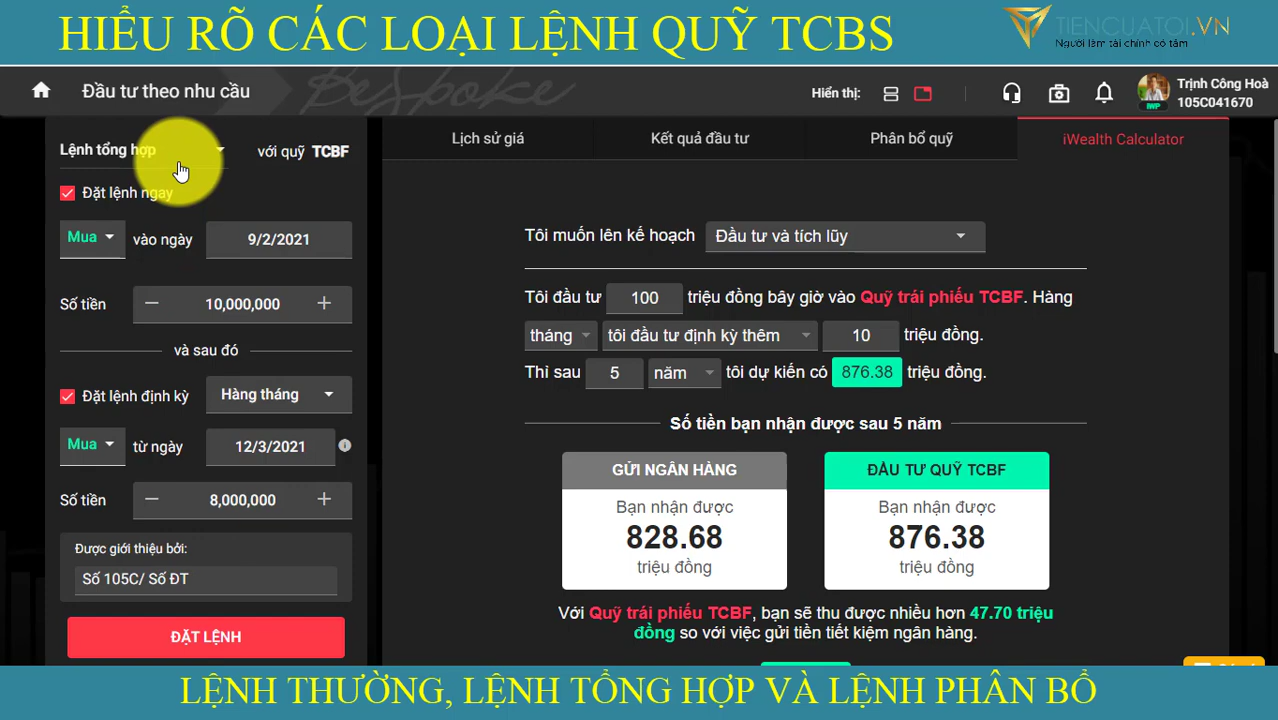 HIỂU RÕ CÁC LOẠI LỆNH QUỸ TCBS
TIENCUATOI.VN
Người làm tài chính có tâm
Đầu tư theo nhu cầu
Bespoke
Hiển thị:
Trịnh Công Hoà
105C041670
IWP
Lệnh tổng hợp với quỹ TCBF
Đặt lệnh ngay
Mua vào ngày 9/2/2021
Số tiền 10,000,000
và sau đó
Đặt lệnh định kỳ Hàng tháng
Mua từ ngày 12/3/2021
Số tiền 8,000,000
Được giới thiệu bởi:
Số 105C/ Số ĐT
ĐẶT LỆNH
Lịch sử giá Kết quả đầu tư Phân bổ quỹ iWealth Calculator
Tôi muốn lên kế hoạch Đầu tư và tích lũy
Tôi đầu tư 100 triệu đồng bây giờ vào Quỹ trái phiếu TCBF. Hàng
tháng tôi đầu tư định kỳ thêm 10 triệu đồng.
Thì sau 5 năm tôi dự kiến có 876.38 triệu đồng.
Số tiền bạn nhận được sau 5 năm
GỬI NGÂN HÀNG
Bạn nhận được
828.68
triệu đồng
ĐẦU TƯ QUỸ TCBF
Bạn nhận được
876.38
triệu đồng
Với Quỹ trái phiếu TCBF, bạn sẽ thu được nhiều hơn 47.70 triệu
đồng so với việc gửi tiền tiết kiệm ngân hàng.
LỆNH THƯỜNG, LỆNH TỔNG HỢP VÀ LỆNH PHÂN BỔ